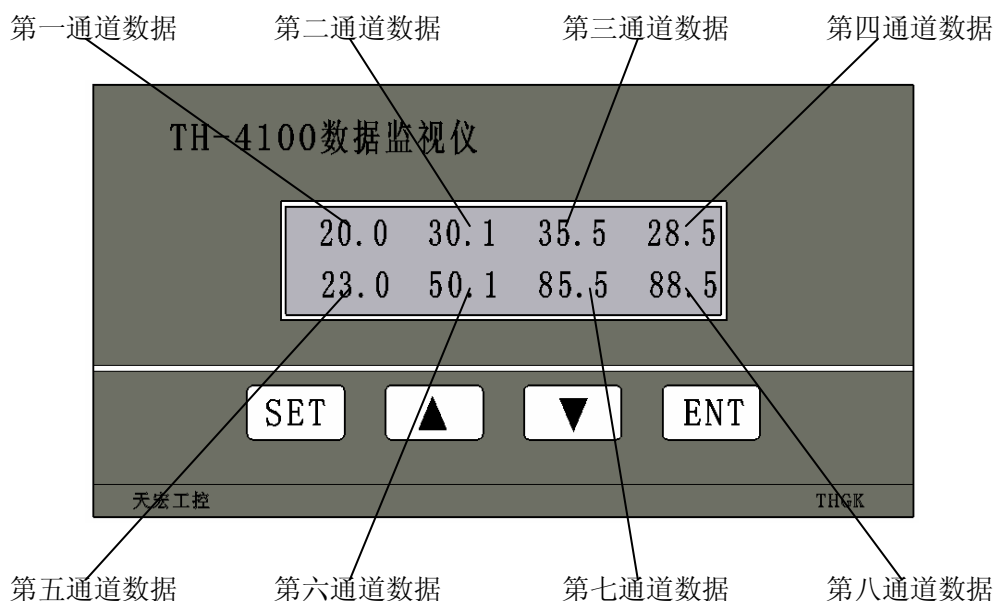 第一通道数据 第二通道数据 第三通道数据 第四通道数据
TH-4100数据监视仪
20.0 30.1 35.5 28.5
23.0 50.1 85.5 88.5
SET ▲ ▼ ENT
天宏工控 THGK
第五通道数据 第六通道数据 第七通道数据 第八通道数据